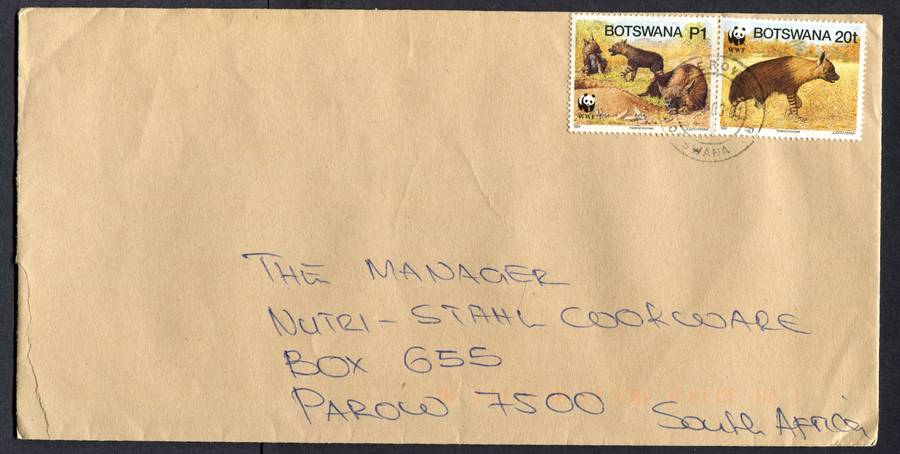 BOTSWANA P1
WWF
BOTSWANA 20t
WWF
THE MANAGER
NUTRI-STAHL COOKWARE
BOX 655
PAROW 7500
South Africa